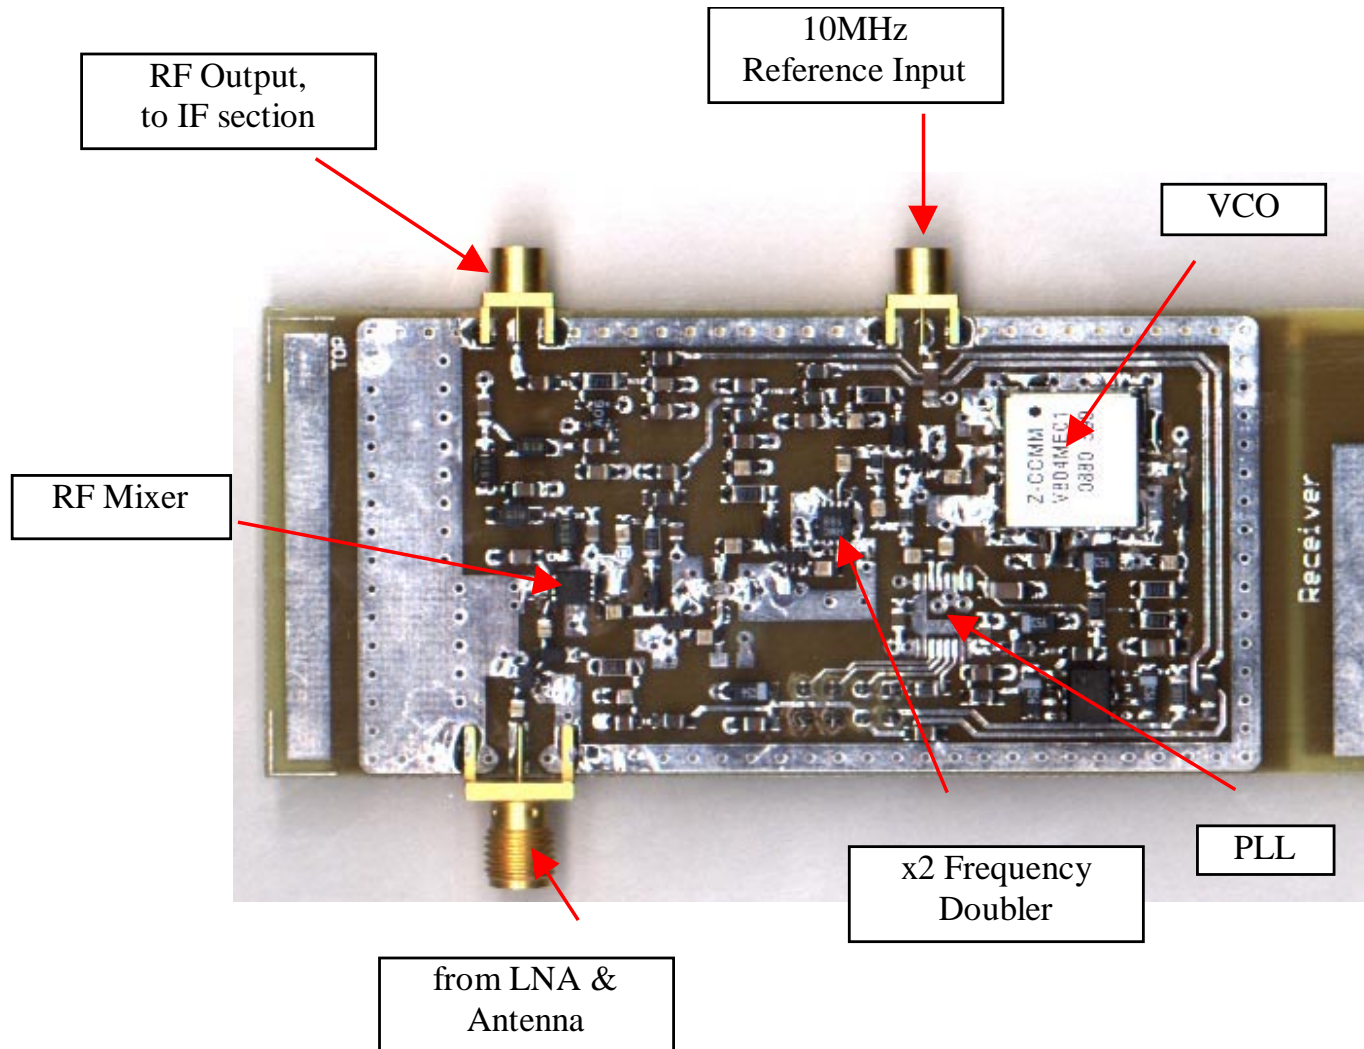 10MHz
Reference Input
RF Output,
to IF section
VCO
TOP
Z-COMM
V804MEC1
RF Mixer
Receiver
PLL
x2 Frequency
Doubler
from LNA &
Antenna